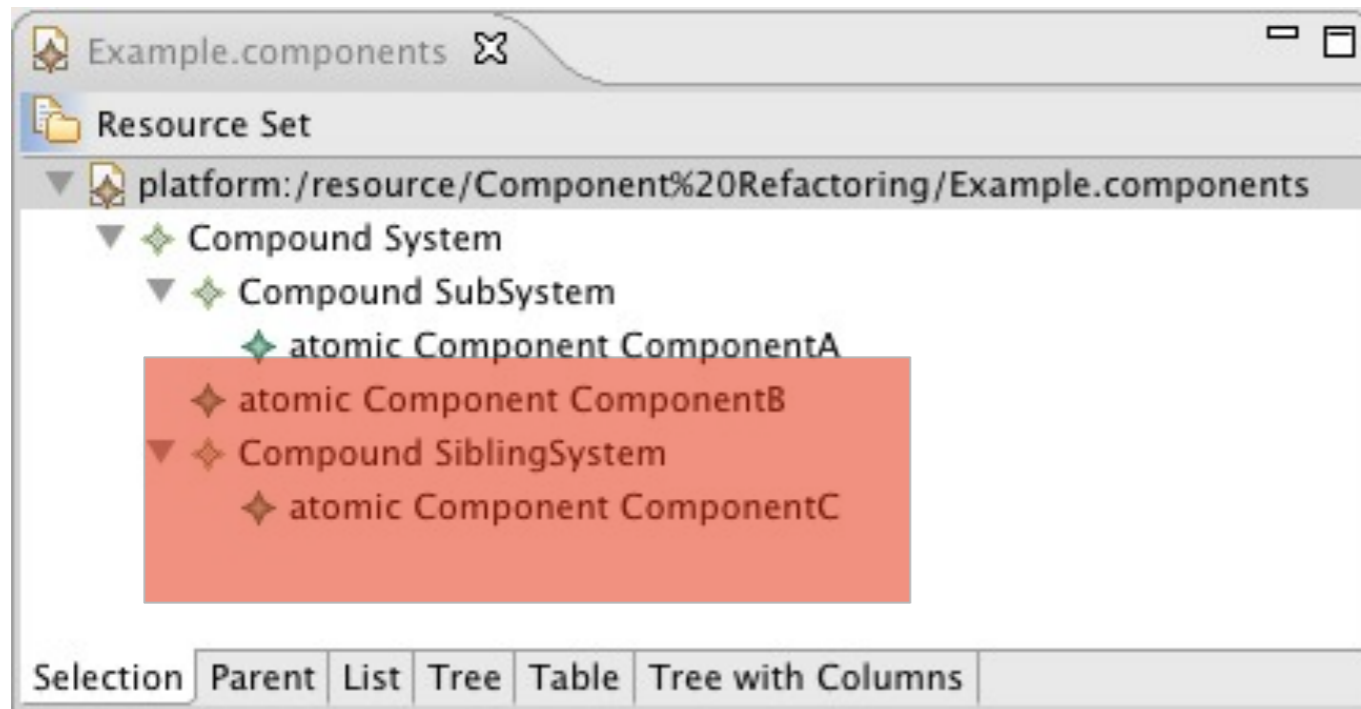 Example.components
Resource Set
platform:/resource/Component%20Refactoring/Example.components
Compound System
Compound SubSystem
atomic Component ComponentA
atomic Component ComponentB
Compound SiblingSystem
atomic Component ComponentC
Selection Parent List Tree Table Tree with Columns